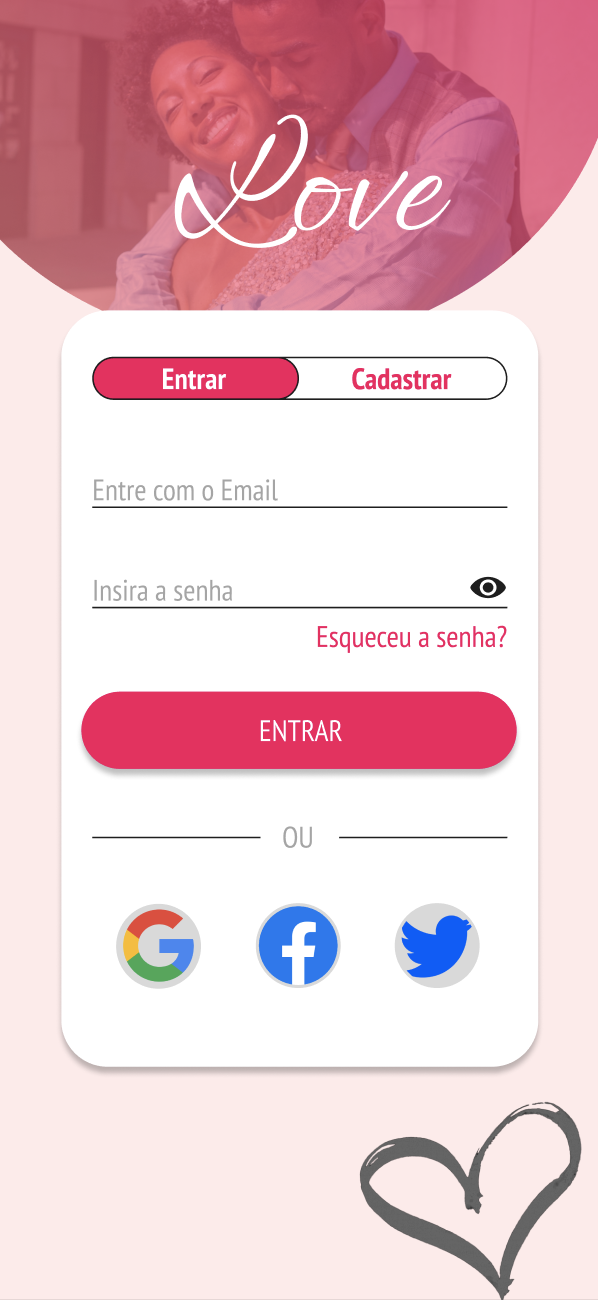 Love
Entrar
Cadastrar
Entre com o Email
Insira a senha
Esqueceu a senha?
ENTRAR
OU